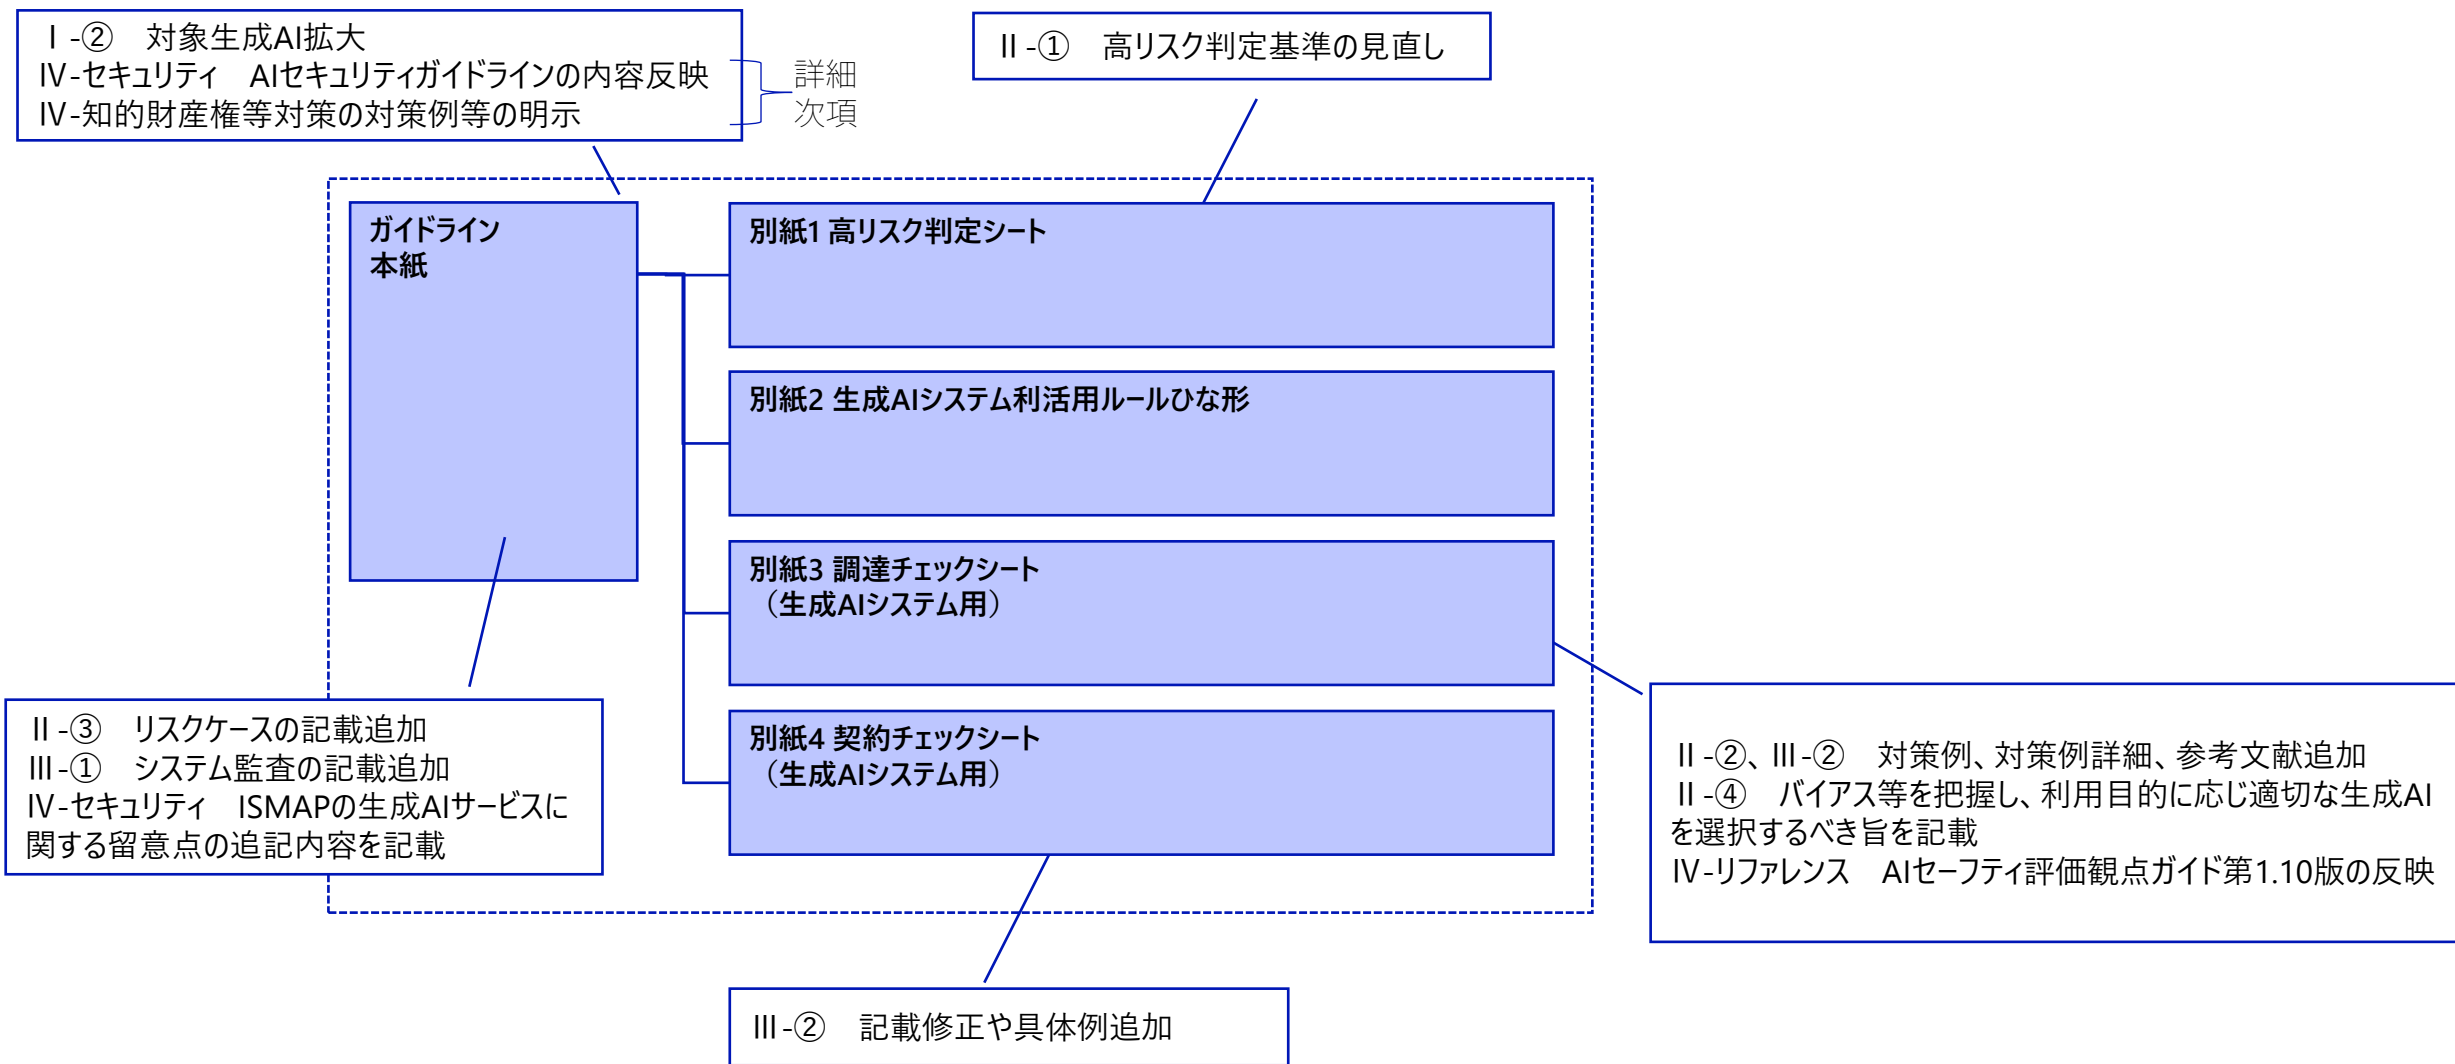 Ⅰ-② 対象生成AI拡大
Ⅳ-セキュリティ AIセキュリティガイドラインの内容反映
Ⅳ-知的財産権等対策の対策例等の明示
詳細
次項
Ⅱ-① 高リスク判定基準の見直し
ガイドライン
本紙
別紙1 高リスク判定シート
別紙2 生成AIシステム利活用ルールひな形
別紙3 調達チェックシート
（生成AIシステム用）
別紙4 契約チェックシート
（生成AIシステム用）
Ⅱ-③ リスクケースの記載追加
Ⅲ-① システム監査の記載追加
Ⅳ-セキュリティ ISMAPの生成AIサービスに
関する留意点の追記内容を記載
Ⅱ-②、Ⅲ-② 対策例、対策例詳細、参考文献追加
Ⅱ-④ バイアス等を把握し、利用目的に応じ適切な生成AI
を選択するべき旨を記載
Ⅳ-リファレンス AIセーフティ評価観点ガイド第1.10版の反映
Ⅲ-② 記載修正や具体例追加